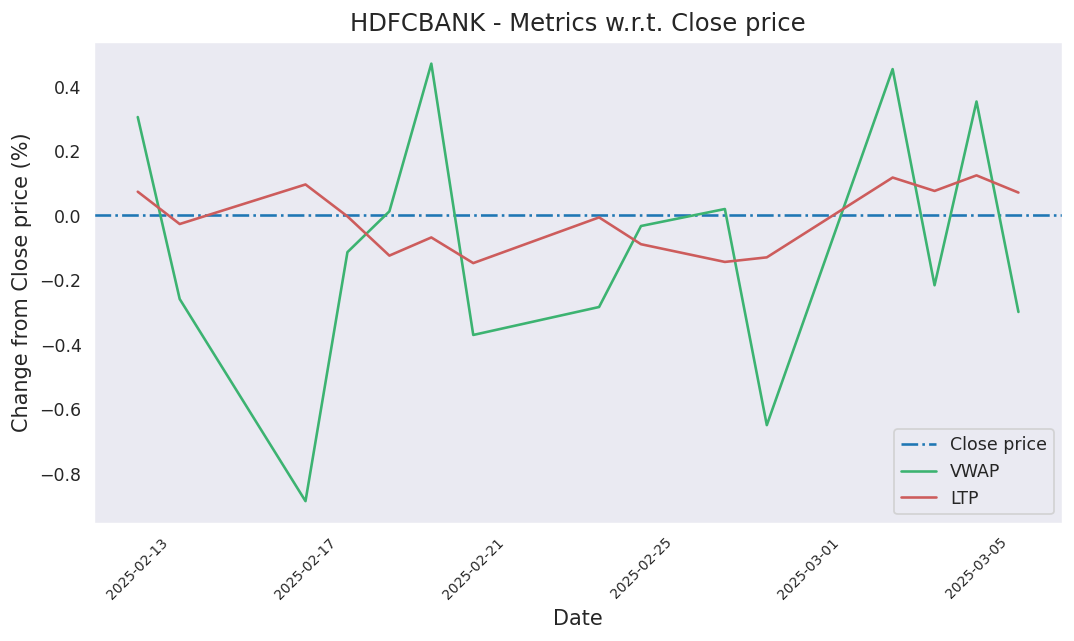 HDFCBANK - Metrics w.r.t. Close price
Change from Close price (%)
0.4
0.2
0.0
−0.2
−0.4
−0.6
−0.8
Close price
VWAP
LTP
2025-02-13
2025-02-17
2025-02-21
2025-02-25
2025-03-01
2025-03-05
Date